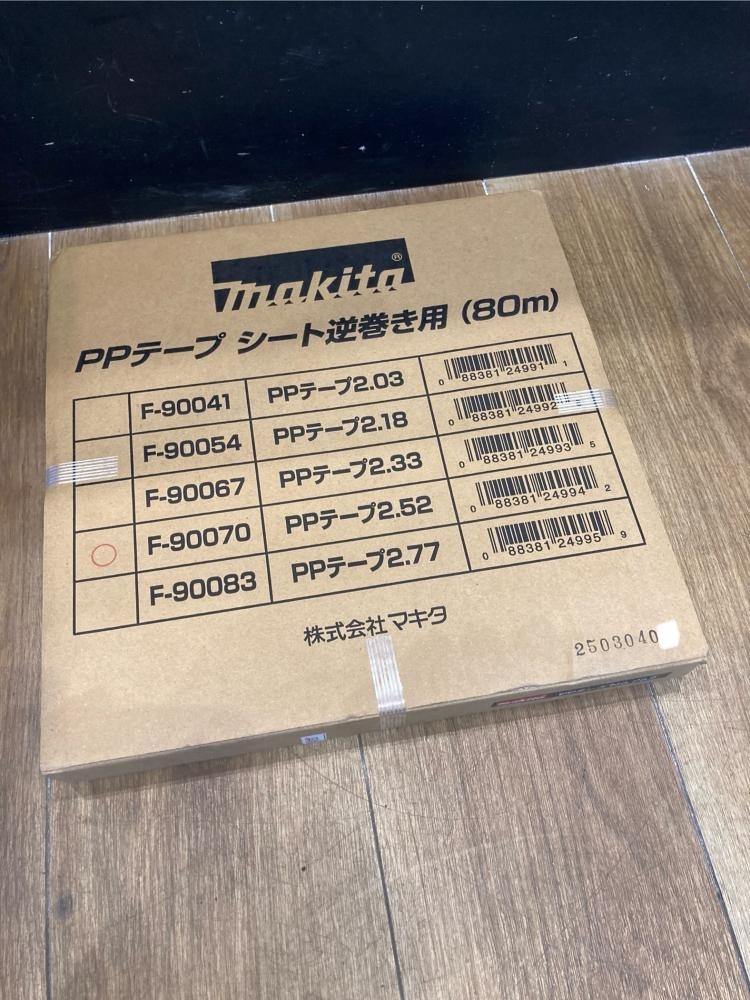 makita®
PPテープ シート逆巻き用 (80m)
F-90041 PPテープ2.03 0 88381 24991 1
F-90054 PPテープ2.18 0 88381 24992
F-90067 PPテープ2.33 0 88381 24993 5
F-90070 PPテープ2.52 0 88381 24994 2
F-90083 PPテープ2.77 0 88381 24995 9
株式会社マキタ
2503040